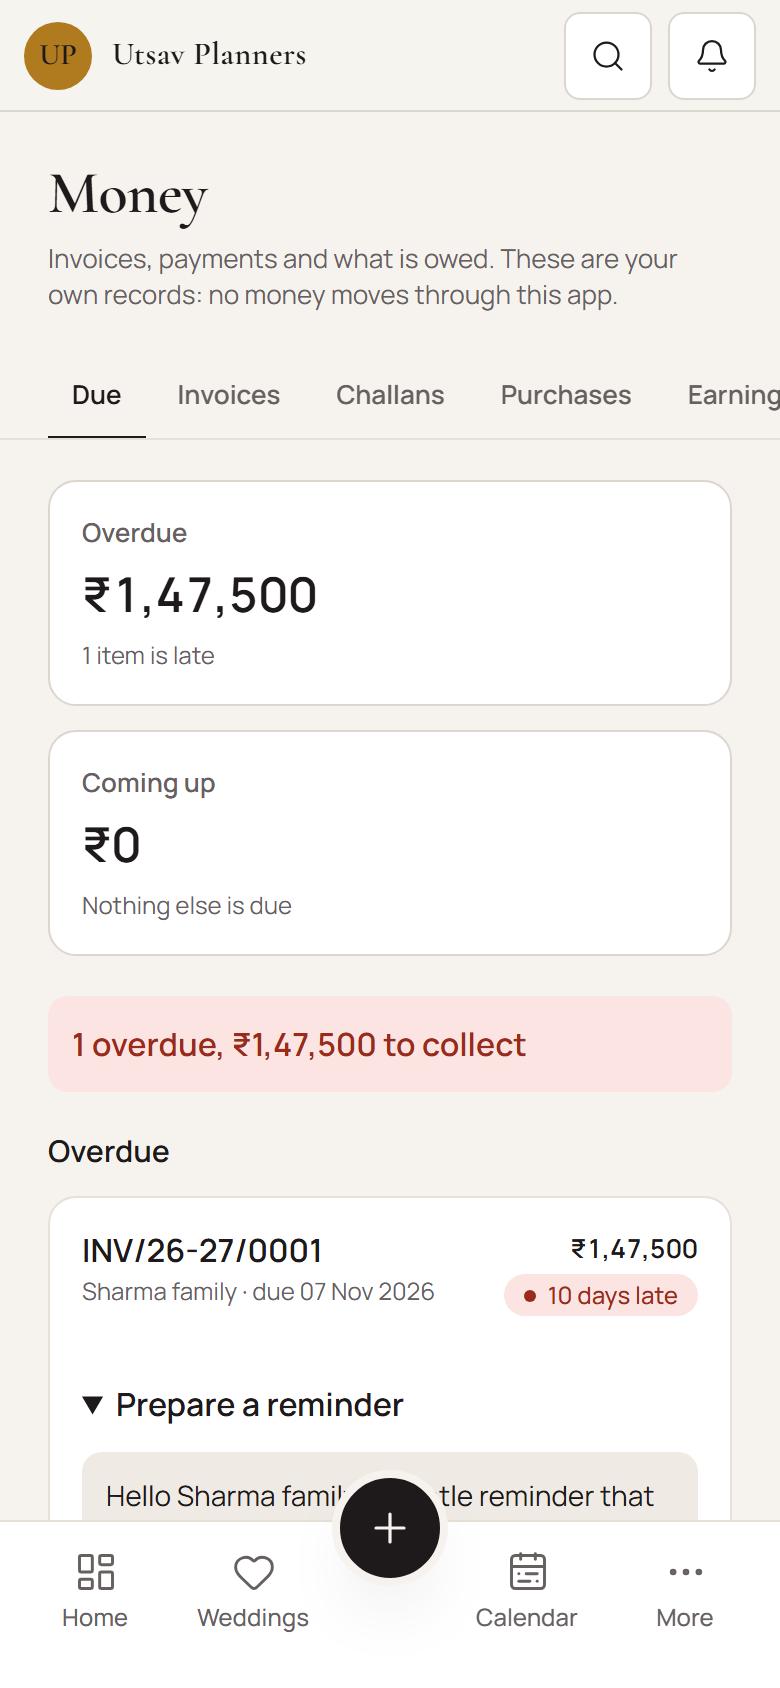 UP Utsav Planners
Money
Invoices, payments and what is owed. These are your
own records: no money moves through this app.
Due Invoices Challans Purchases Earning
Overdue
₹1,47,500
1 item is late
Coming up
₹0
Nothing else is due
1 overdue, ₹1,47,500 to collect
Overdue
INV/26-27/0001 ₹1,47,500
Sharma family · due 07 Nov 2026 10 days late
Prepare a reminder
Hello Sharma reminder that
Home Weddings Calendar More